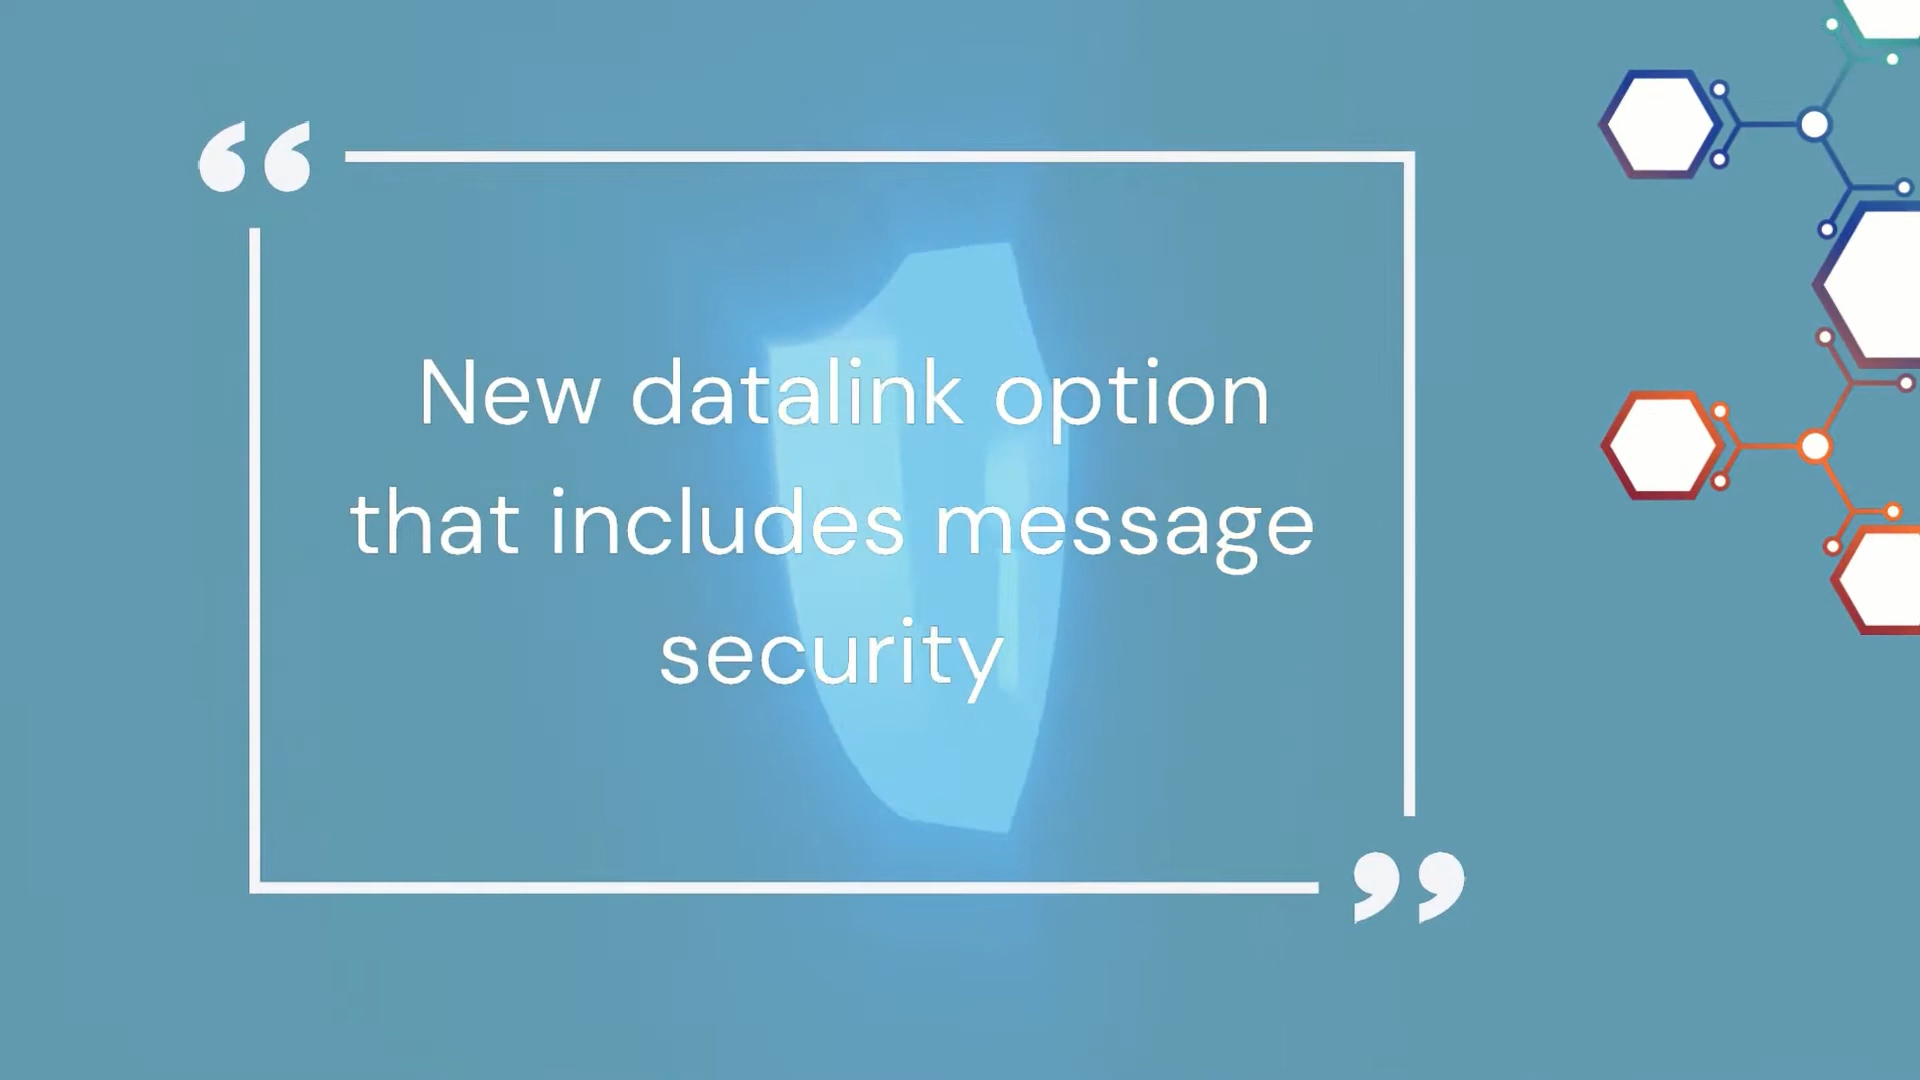 “
New datalink option
that includes message
security
”